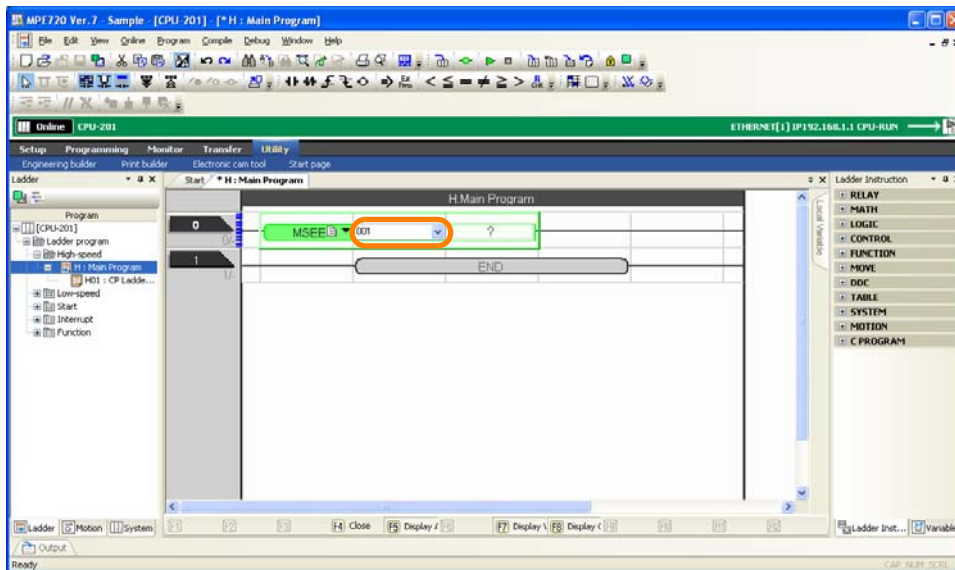 MPE720 Ver.7 - Sample - [CPU-201] - [* H : Main Program]
File Edit View Online Program Compile Debug Window Help
Online CPU-201 ETHERNET[1] IP192.168.1.1 CPU-RUN
Setup Programming Monitor Transfer Utility
Engineering builder Print builder Electronic cam tool Start page
Ladder
Start * H : Main Program
Ladder Instruction
Program
[CPU-201]
Ladder program
High-speed
H : Main Program
H01 : CP Ladde...
Low-speed
Start
Interrupt
Function
H.Main Program
0
0/-
MSEE 001 ?
1
1/-
END
Local Variable
RELAY
MATH
LOGIC
CONTROL
FUNCTION
MOVE
DDC
TABLE
SYSTEM
MOTION
C PROGRAM
Ladder Motion System
F1 F2 F3 F4 Close F5 Display F7 Display F8 Display
Ladder Inst... Variable
Output
Ready
CAP NUM SCRL